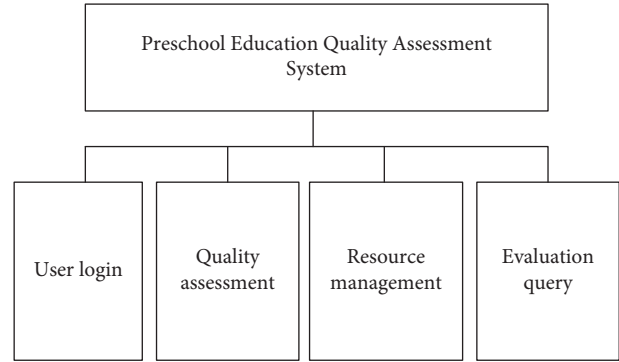 Preschool Education Quality Assessment
System
User login
Quality
assessment
Resource
management
Evaluation
query